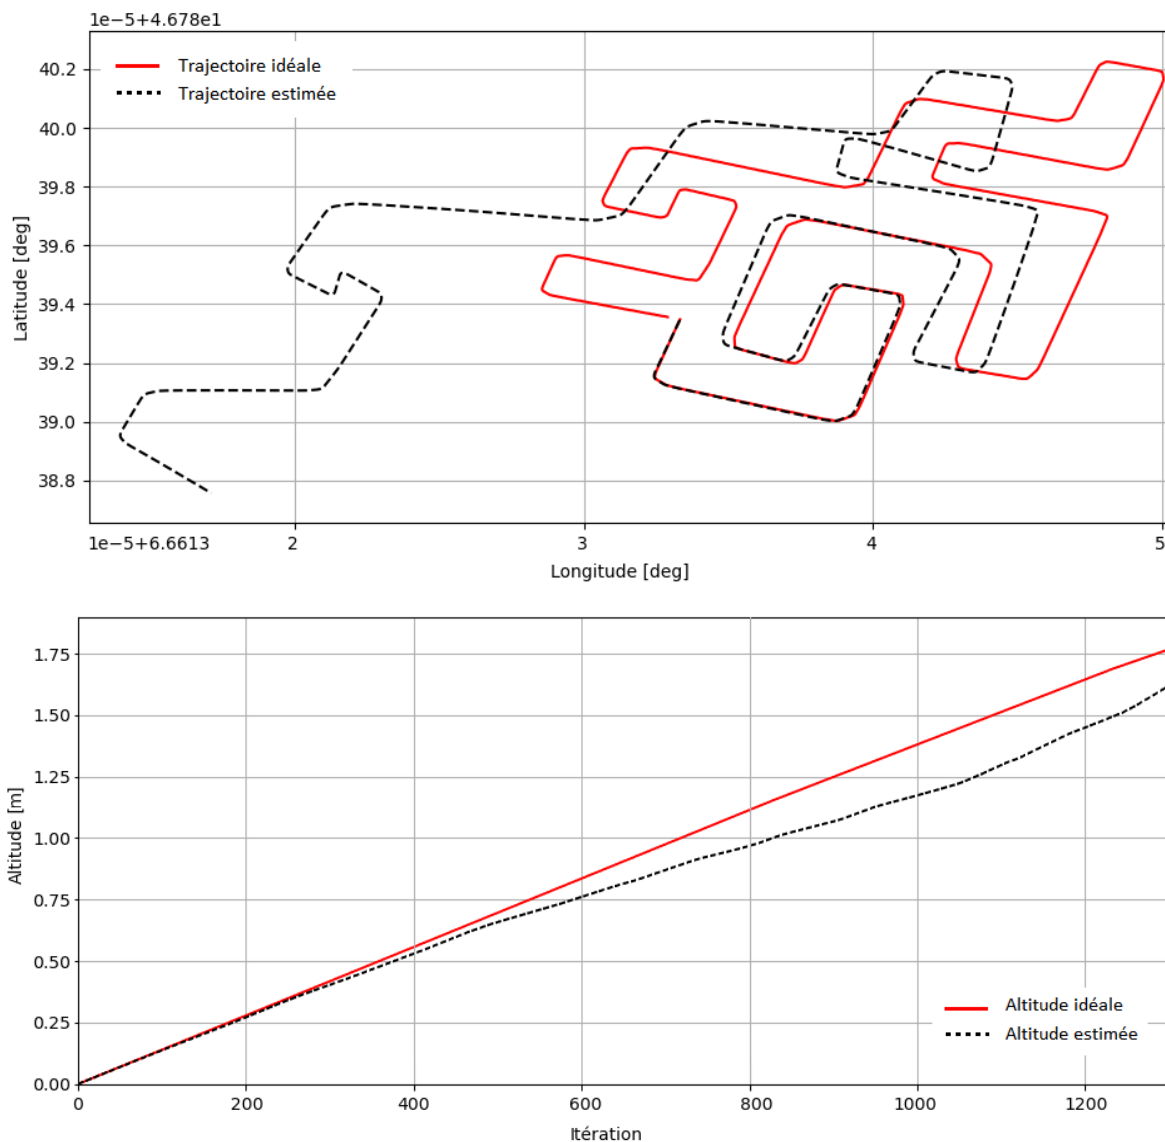 1e−5+4.678e1
Trajectoire idéale
Trajectoire estimée
40.2
40.0
39.8
39.6
39.4
39.2
39.0
38.8
Latitude [deg]
1e−5+6.6613
2
3
4
5
Longitude [deg]
1.75
1.50
1.25
1.00
0.75
0.50
0.25
0.00
Altitude [m]
Altitude idéale
Altitude estimée
0
200
400
600
800
1000
1200
Itération